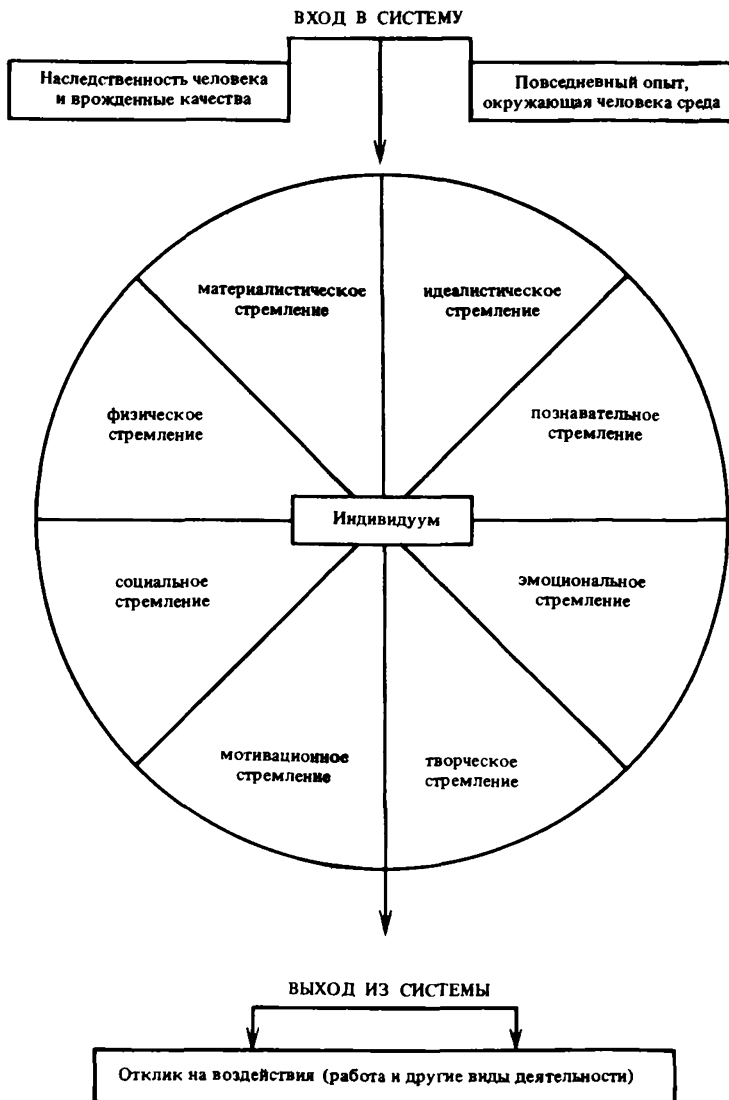 ВХОД В СИСТЕМУ
Наследственность человека
и врожденные качества
Повседневный опыт,
окружающая человека среда
материалистическое
стремление
идеалистическое
стремление
физическое
стремление
познавательное
стремление
Индивидуум
социальное
стремление
эмоциональное
стремление
мотивационное
стремление
творческое
стремление
ВЫХОД ИЗ СИСТЕМЫ
Отклик на воздействия (работа и другие виды деятельности)